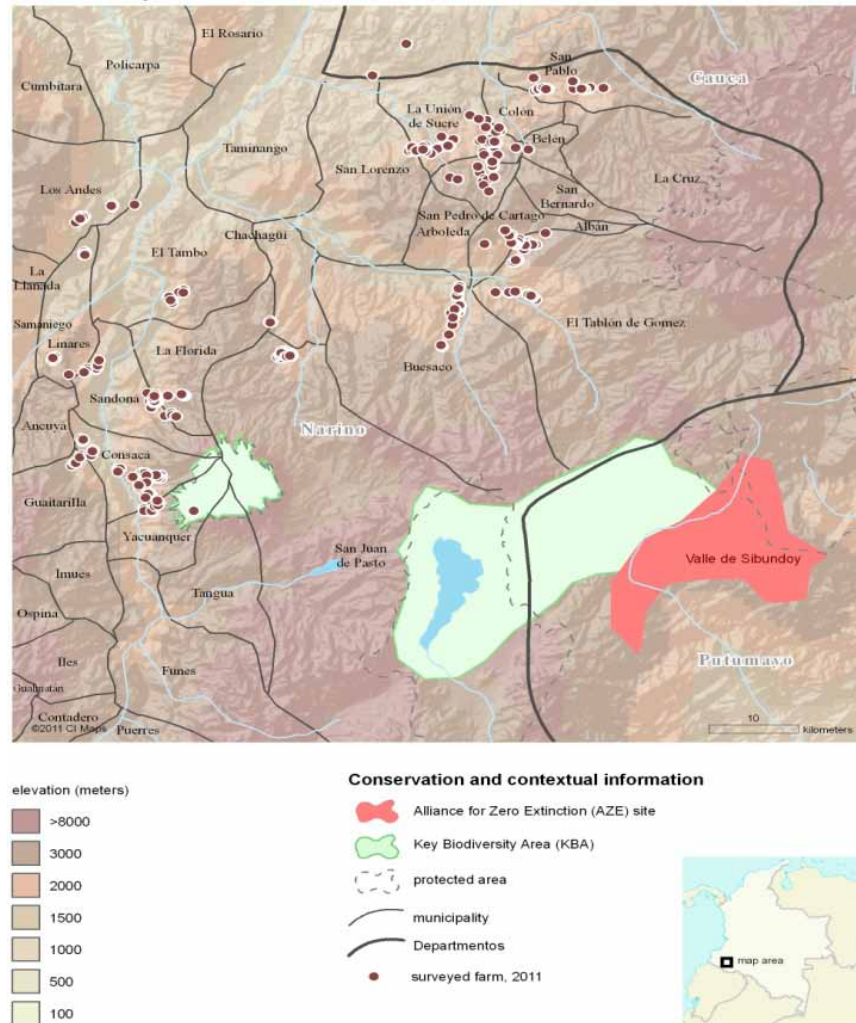 El Rosario
Policarpa
Cumbitara
San
Pablo
Cauca
La Unión
de Sucre
Colón
Belén
Taminango
San Lorenzo
La Cruz
Los Andes
San
Bernardo
San Pedro de Cartago
Arboleda
Albán
Chachagüi
El Tambo
La
Llanada
Samaniego
Linares
La Florida
El Tablón de Gomez
Buesaco
Sandona
Narino
Ancuya
Consaca
Guaitarilla
Yacuanquer
San Juan
de Pasto
Valle de Sibundoy
Imues
Tangua
Ospina
Putumayo
Iles
Funes
Gualmatan
Contadero
©2011 CI Maps
Puerres
10
kilometers
elevation (meters)
>8000
3000
2000
1500
1000
500
100
Conservation and contextual information
Alliance for Zero Extinction (AZE) site
Key Biodiversity Area (KBA)
protected area
municipality
Departmentos
surveyed farm, 2011
map area